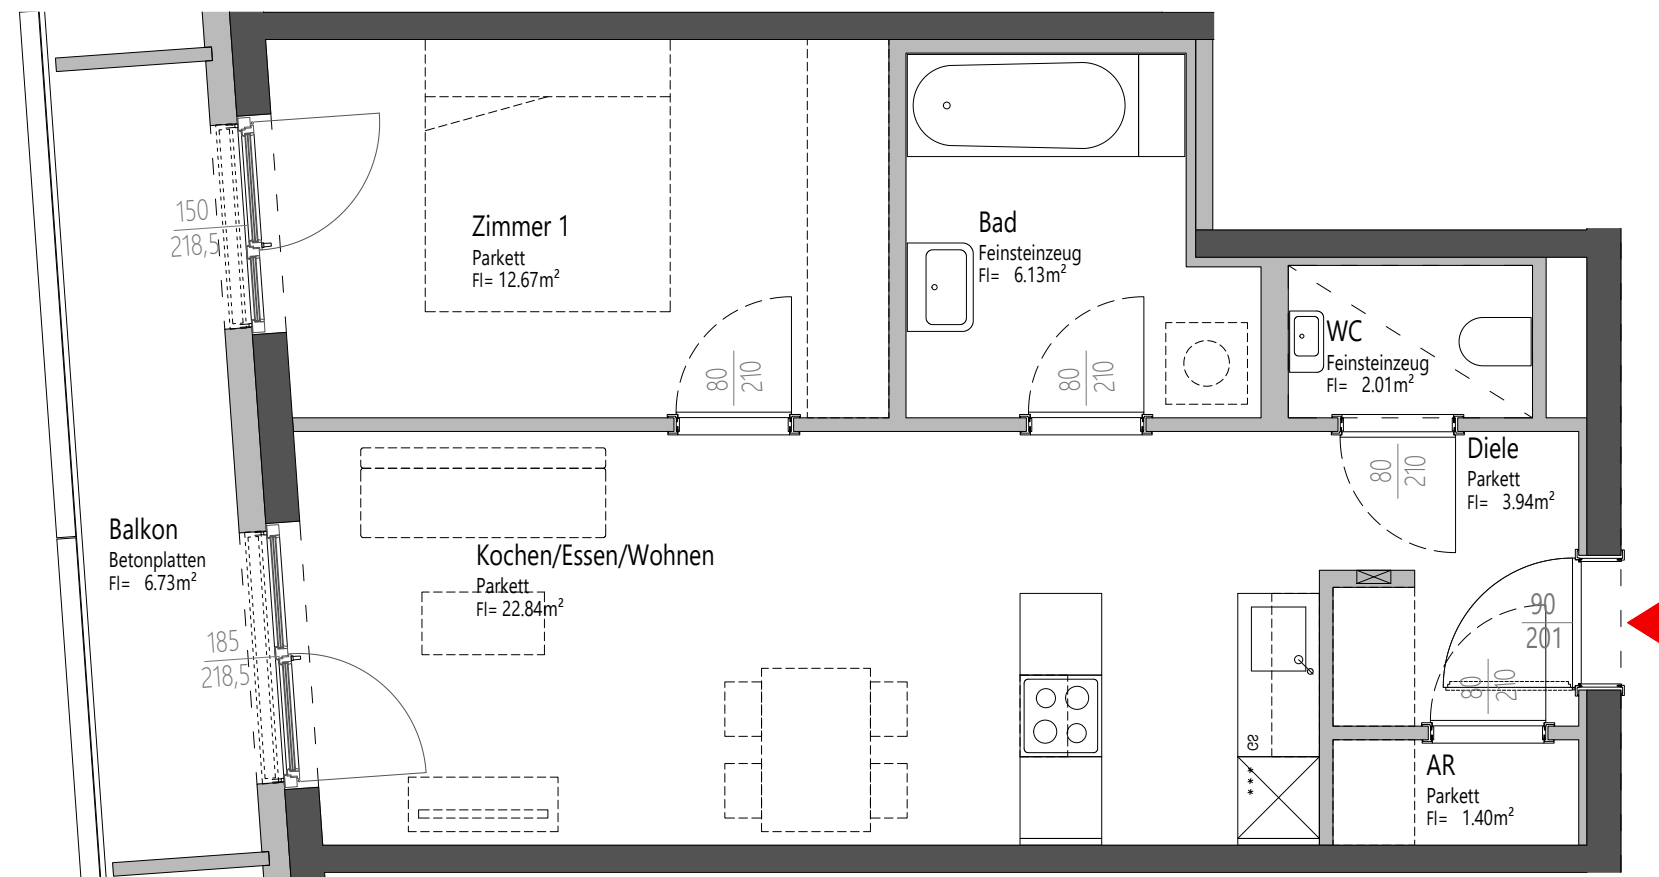 150
218,5
Zimmer 1
Parkett
Fl= 12.67m²
80
210
Bad
Feinsteinzeug
Fl= 6.13m²
80
210
WC
Feinsteinzeug
Fl= 2.01m²
80
210
Diele
Parkett
Fl= 3.94m²
Balkon
Betonplatten
Fl= 6.73m²
Kochen/Essen/Wohnen
Parkett
Fl= 22.84m²
185
218,5
90
201
80
210
GS
***
AR
Parkett
Fl= 1.40m²